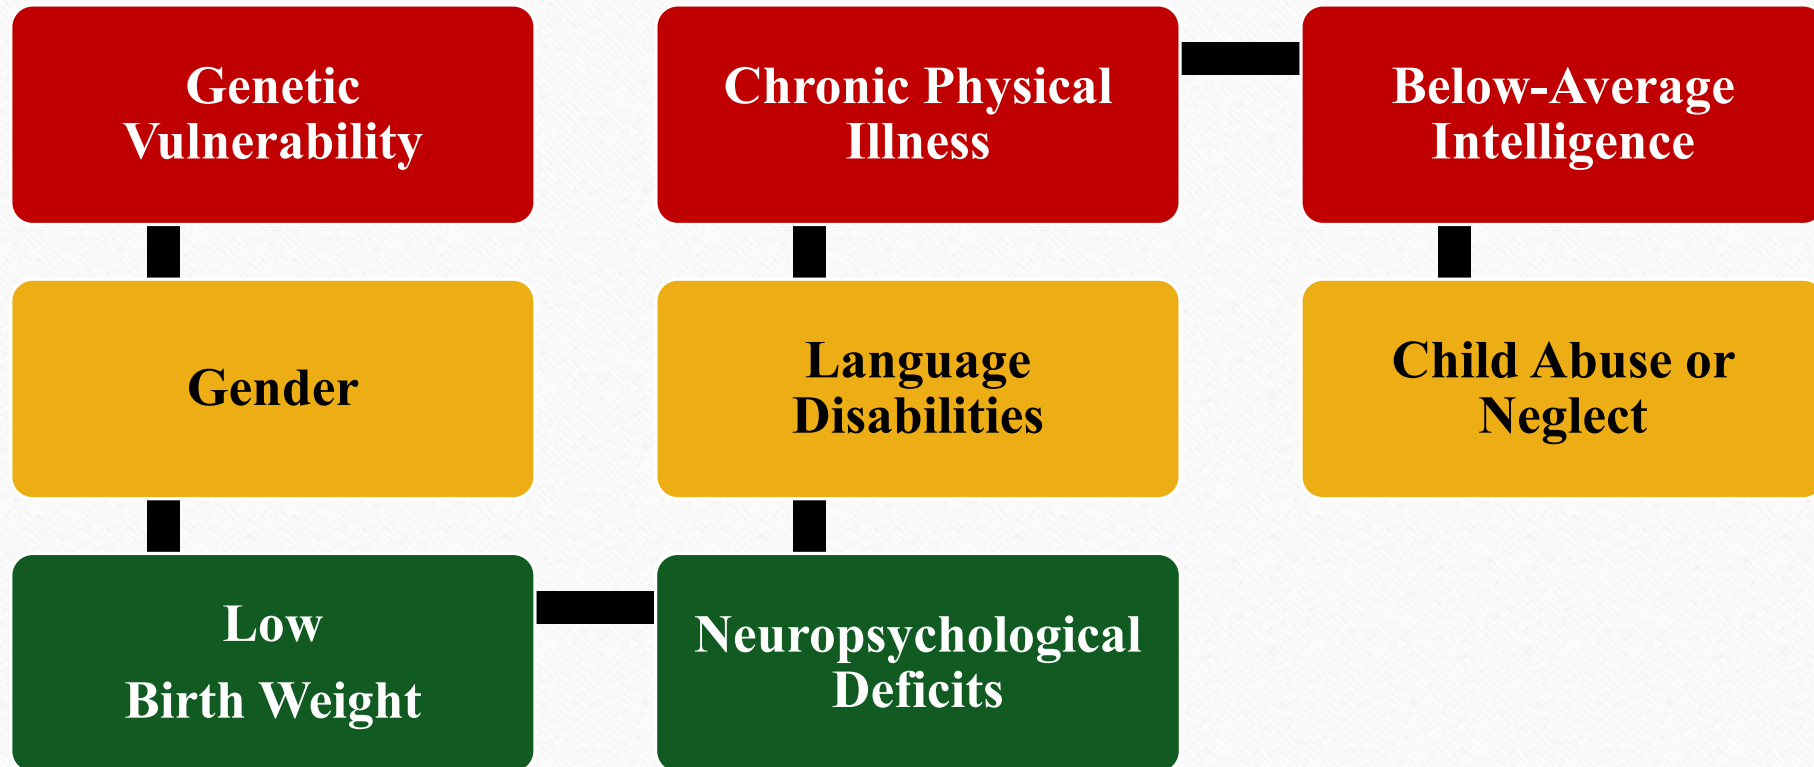 Genetic
Vulnerability
Gender
Low
Birth Weight
Neuropsychological
Deficits
Language
Disabilities
Chronic Physical
Illness
Below-Average
Intelligence
Child Abuse or
Neglect